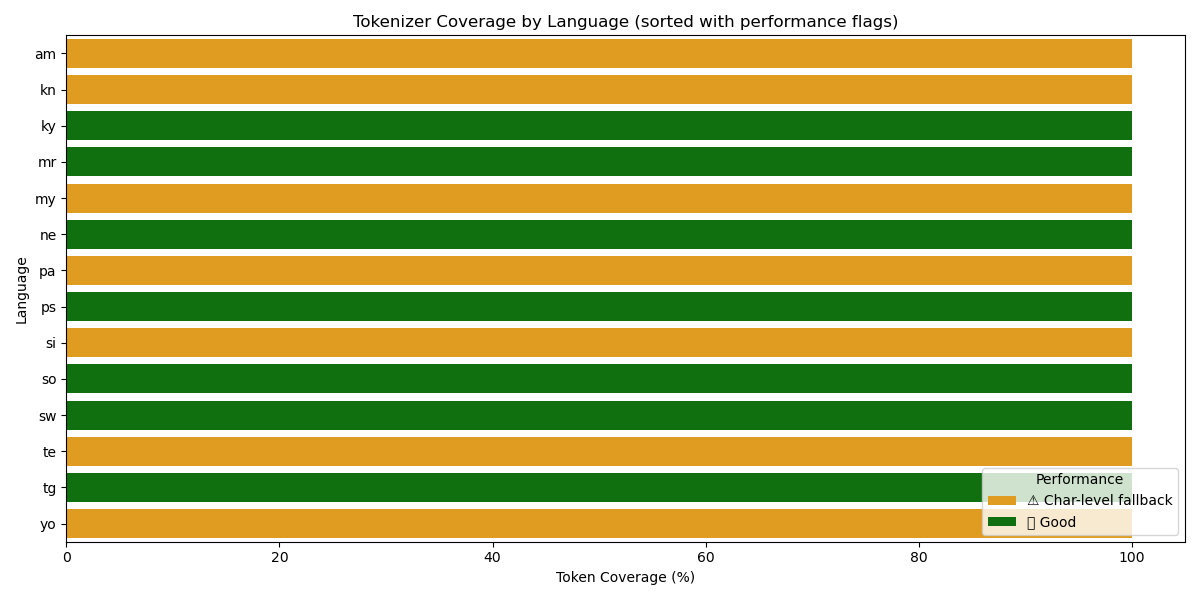 Tokenizer Coverage by Language (sorted with performance flags)
Language
am
kn
ky
mr
my
ne
pa
ps
si
so
sw
te
tg
yo
Performance
⚠ Char-level fallback
Good
0 20 40 60 80 100
Token Coverage (%)